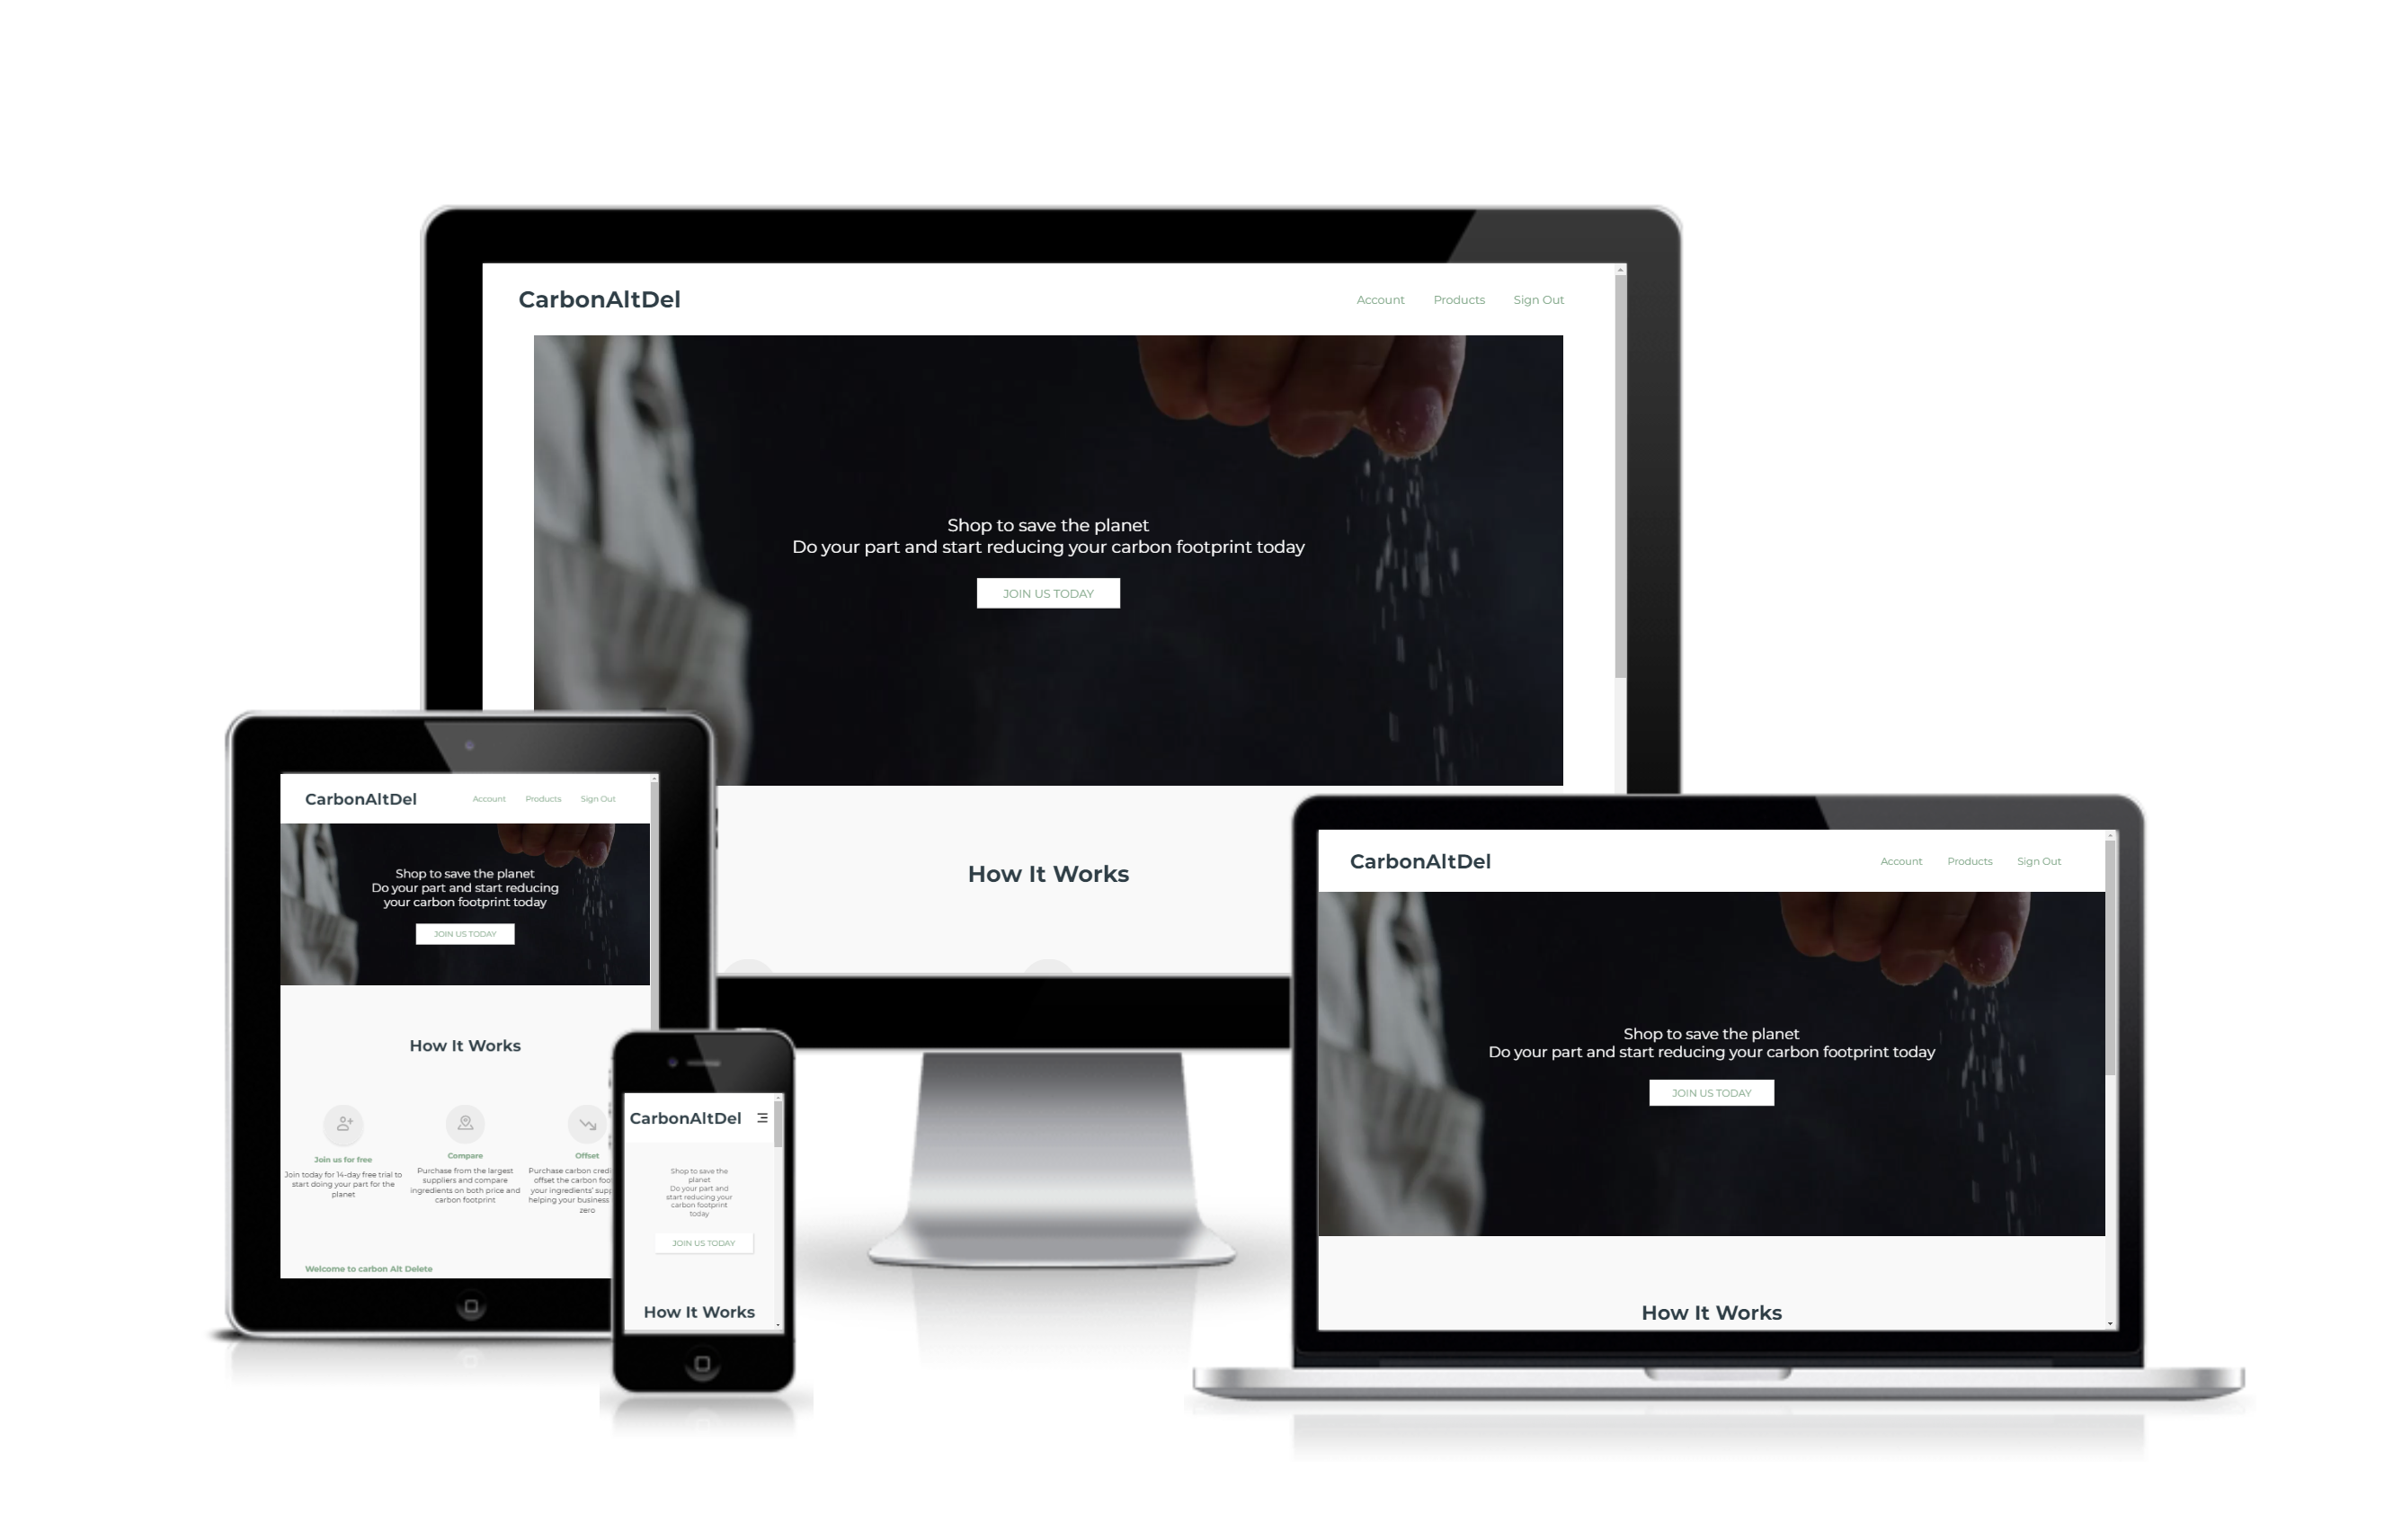 CarbonAltDel
Account Products Sign Out
Shop to save the planet
Do your part and start reducing your carbon footprint today
JOIN US TODAY
How It Works
CarbonAltDel
Account Products Sign Out
Shop to save the planet
Do your part and start reducing
your carbon footprint today
JOIN US TODAY
How It Works
Join us for free
Join today for 14-day free trial to
start doing your part for the
planet
Compare
Purchase from the largest
suppliers and compare
ingredients on both price and
carbon footprint
Offset
Purchase carbon
offset the carbon
your ingredients'
helping your business
zero
Welcome to carbon Alt Delete
CarbonAltDel
Shop to save the
planet
Do your part and
start reducing your
carbon footprint
today
JOIN US TODAY
How It Works
CarbonAltDel
Account Products Sign Out
Shop to save the planet
Do your part and start reducing your carbon footprint today
JOIN US TODAY
How It Works